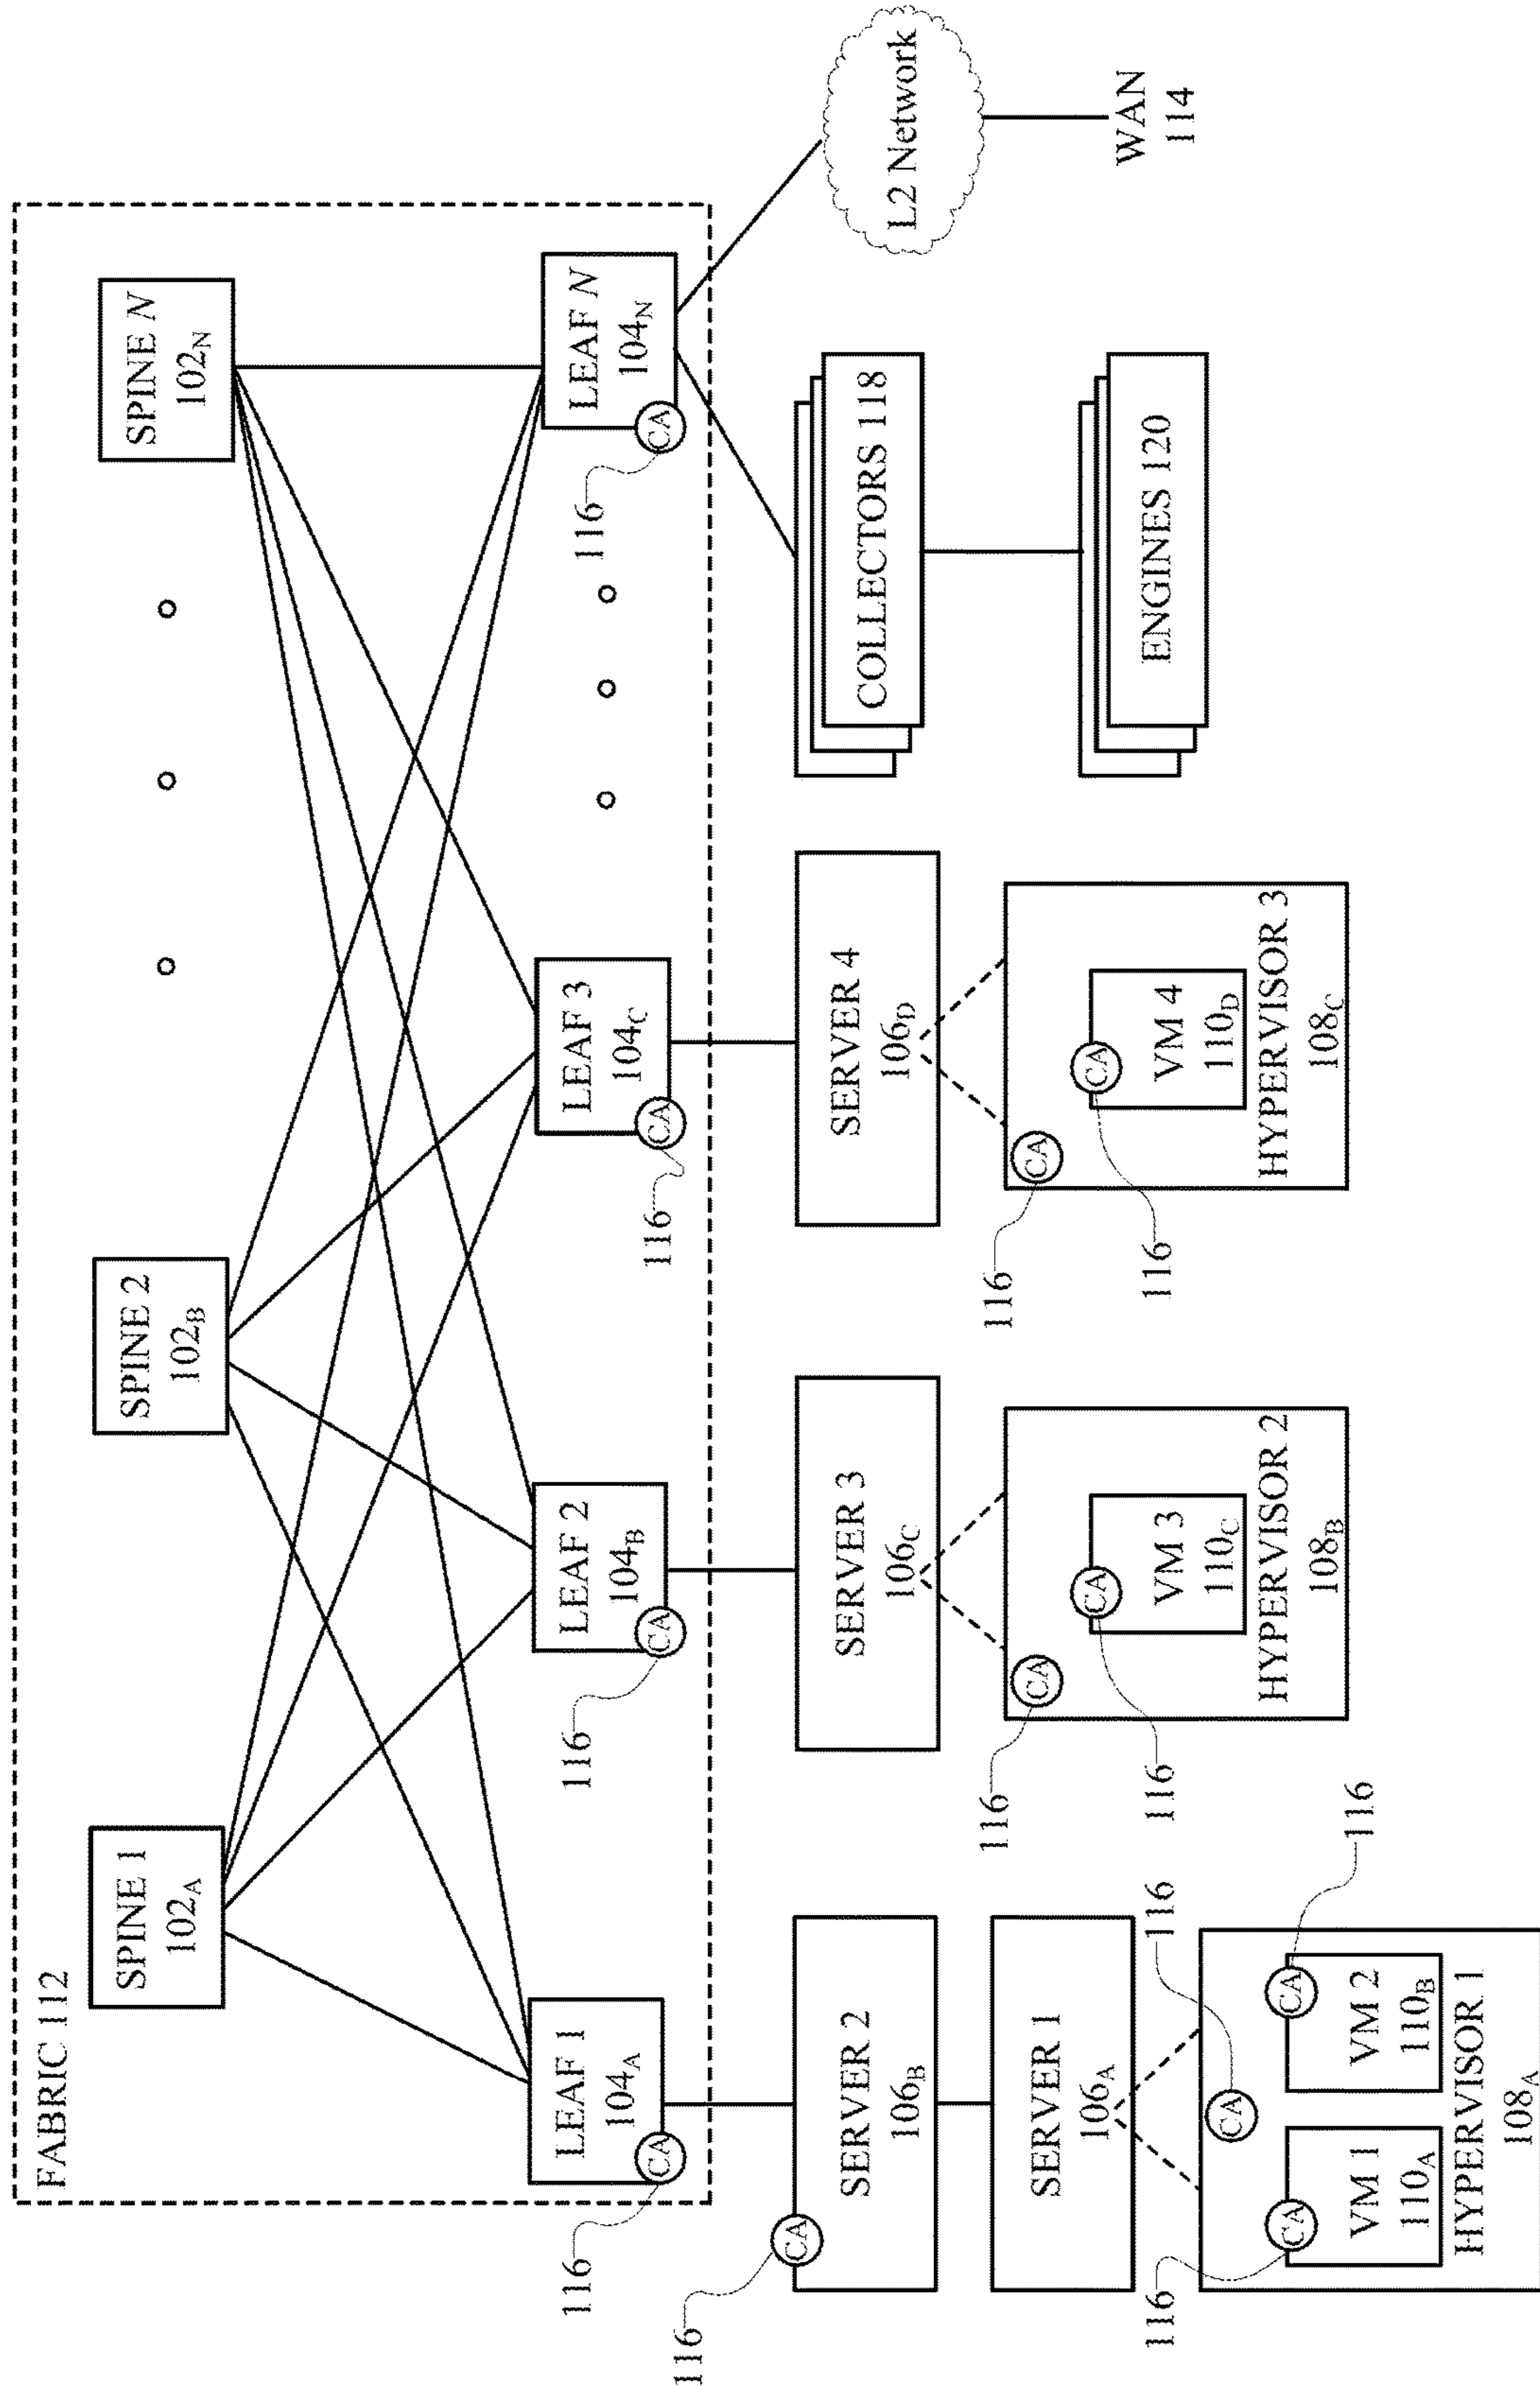 FABRIC 112
SPINE 1
102A
SPINE 2
102B
SPINE N
102N
LEAF 1
104A
CA
116
LEAF 2
104B
CA
116
LEAF 3
104C
CA
116
LEAF N
104N
CA
116
L2 Network
WAN
114
COLLECTORS 118
ENGINES 120
116
CA
SERVER 2
106B
SERVER 1
106A
116
CA
116
CA
116
CA
VM 1
110A
VM 2
110B
HYPERVISOR 1
108A
SERVER 3
106C
116
CA
116
CA
VM 3
110C
HYPERVISOR 2
108B
SERVER 4
106D
116
CA
116
CA
VM 4
110D
HYPERVISOR 3
108C